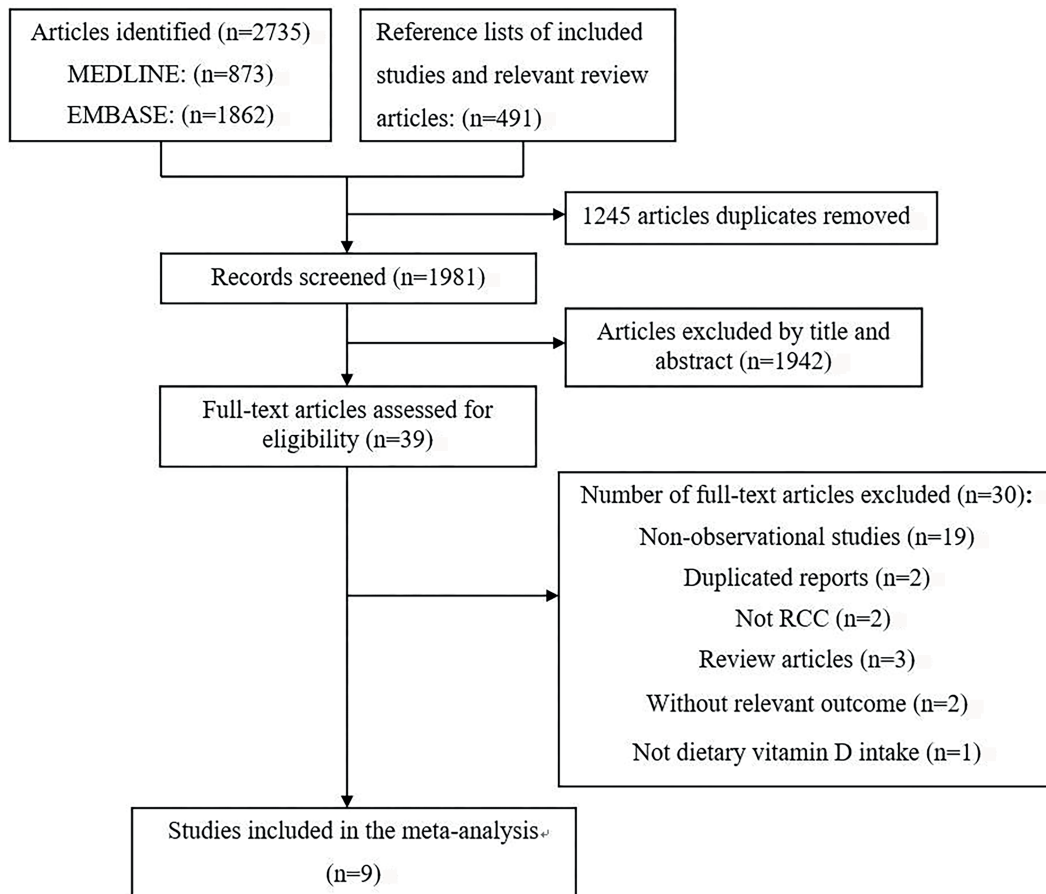 Articles identified (n=2735)
MEDLINE: (n=873)
EMBASE: (n=1862)
Reference lists of included
studies and relevant review
articles: (n=491)
1245 articles duplicates removed
Records screened (n=1981)
Articles excluded by title and
abstract (n=1942)
Full-text articles assessed for
eligibility (n=39)
Number of full-text articles excluded (n=30):
Non-observational studies (n=19)
Duplicated reports (n=2)
Not RCC (n=2)
Review articles (n=3)
Without relevant outcome (n=2)
Not dietary vitamin D intake (n=1)
Studies included in the meta-analysis
(n=9)